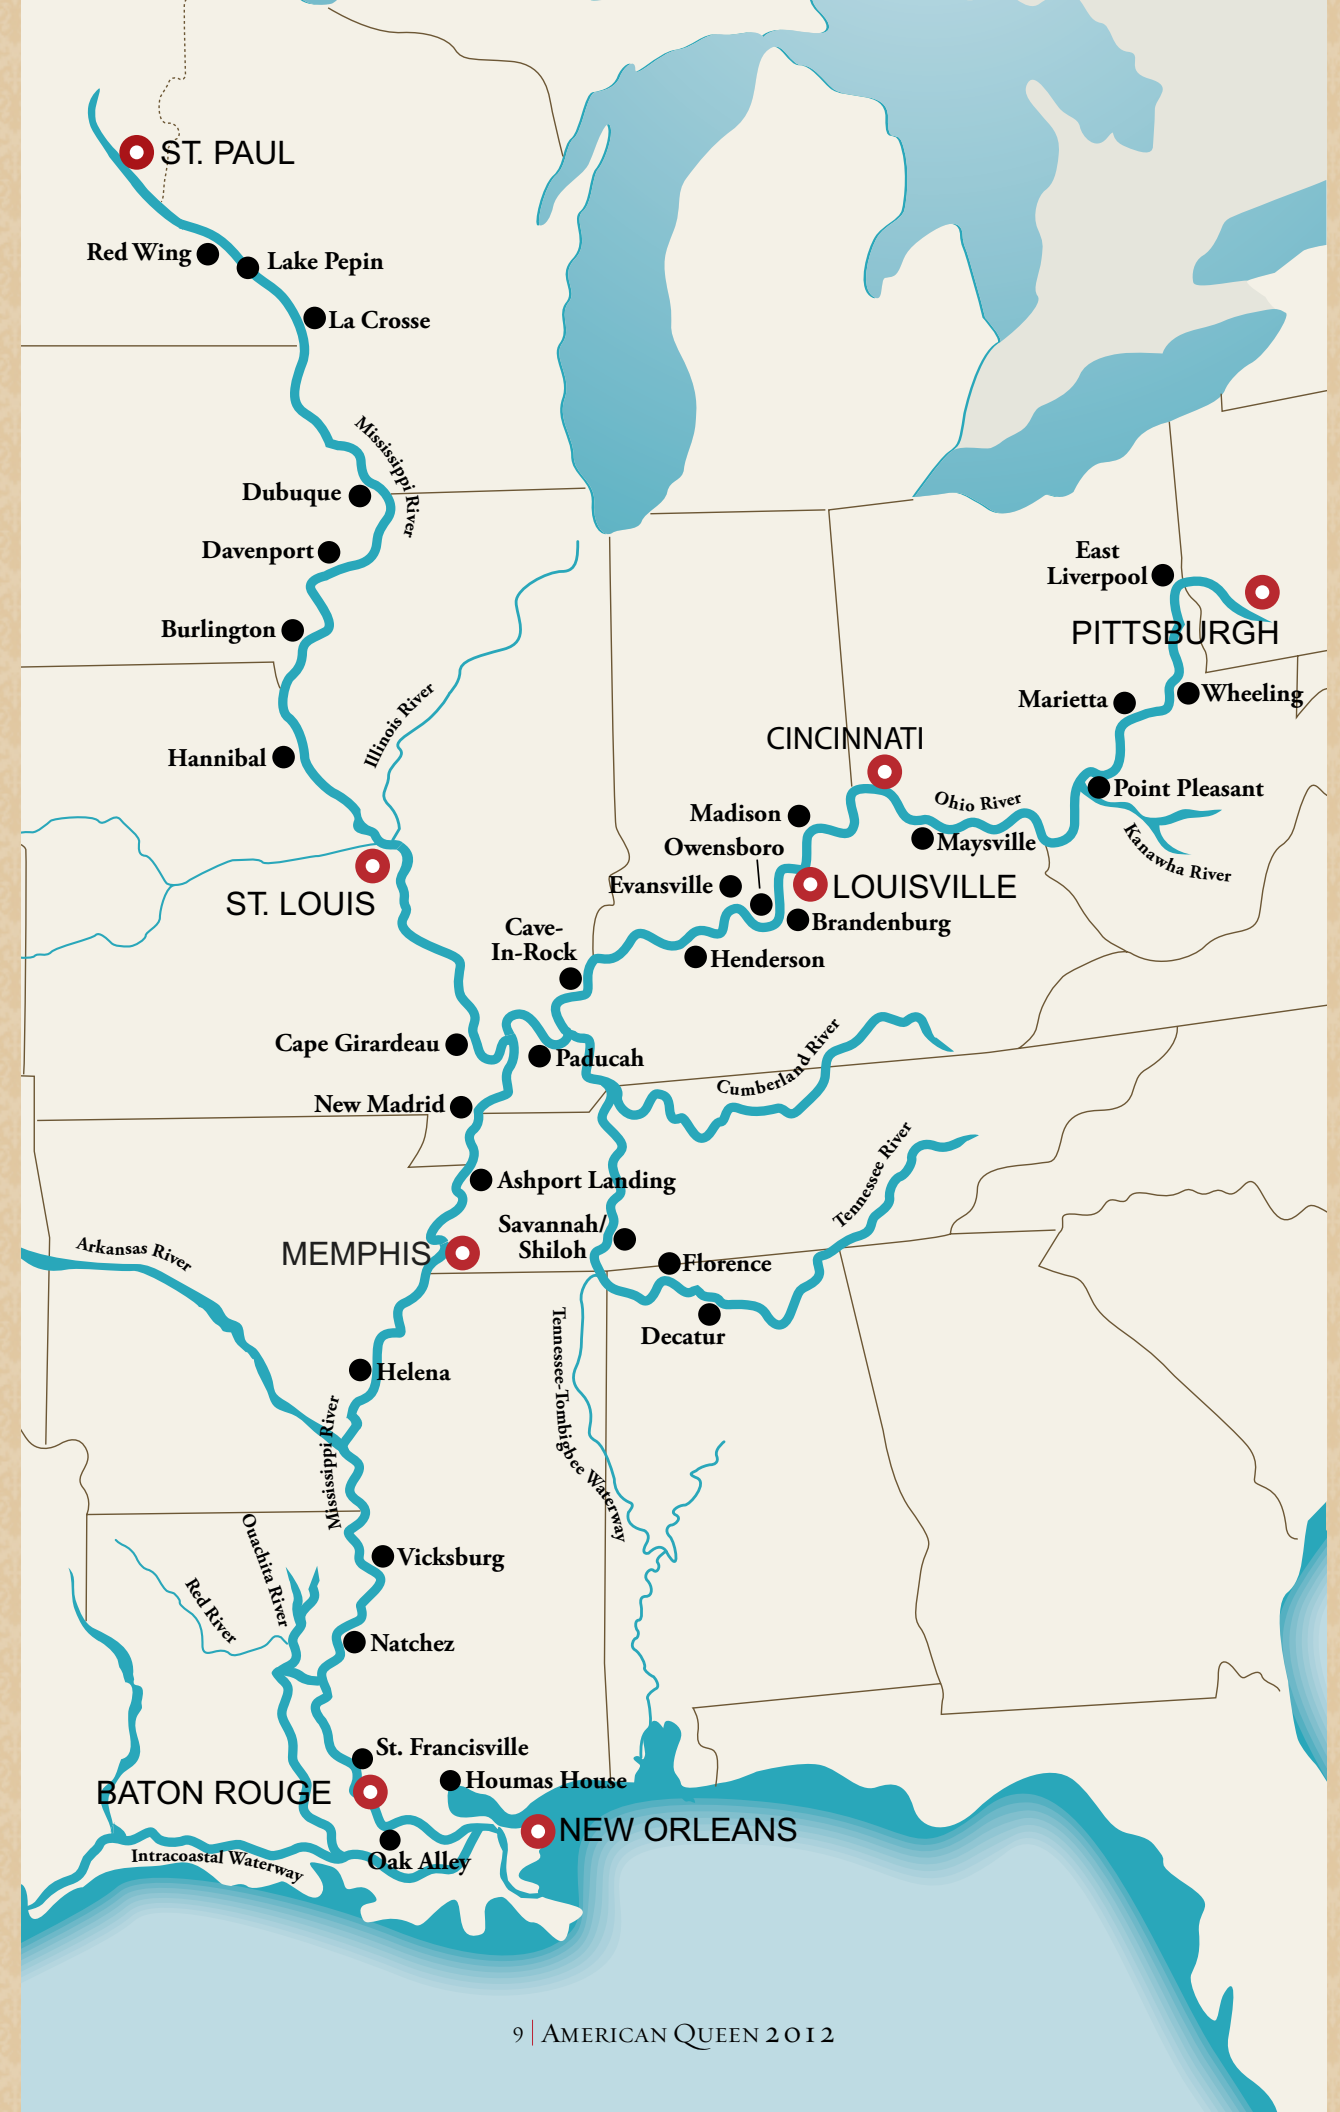 ST. PAUL
Red Wing
Lake Pepin
La Crosse
Mississippi River
Dubuque
Davenport
East
Liverpool
Burlington
PITTSBURGH
Illinois River
Marietta
Wheeling
CINCINNATI
Hannibal
Point Pleasant
Ohio River
Madison
Maysville
Kanawha River
Owensboro
Evansville
LOUISVILLE
ST. LOUIS
Brandenburg
Cave-
In-Rock
Henderson
Cape Girardeau
Paducah
Cumberland River
New Madrid
Tennessee River
Ashport Landing
Savannah/
Shiloh
Arkansas River
MEMPHIS
Florence
Decatur
Tennessee-Tombigbee Waterway
Helena
Mississippi River
Ouachita River
Vicksburg
Red River
Natchez
St. Francisville
Houmas House
BATON ROUGE
NEW ORLEANS
Oak Alley
Intracoastal Waterway
9 | AMERICAN QUEEN 2012